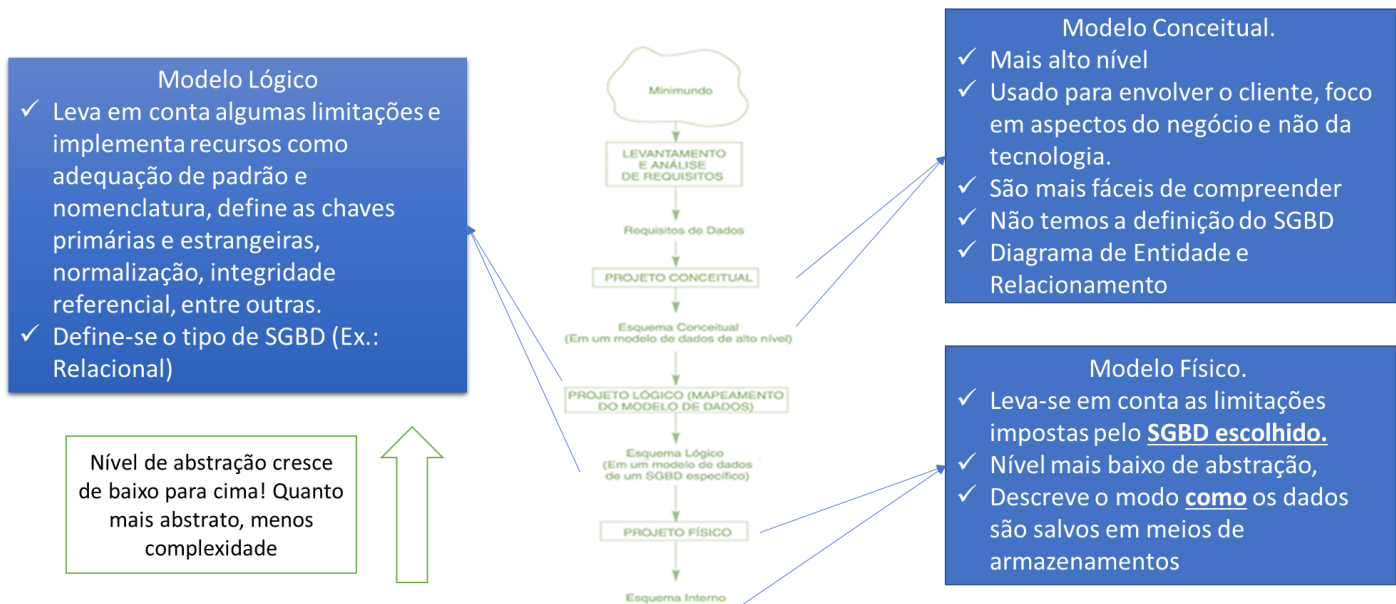 Modelo Lógico
✓ Leva em conta algumas limitações e
implementa recursos como
adequação de padrão e
nomenclatura, define as chaves
primárias e estrangeiras,
normalização, integridade
referencial, entre outras.
✓ Define-se o tipo de SGBD (Ex.:
Relacional)
Nível de abstração cresce
de baixo para cima! Quanto
mais abstrato, menos
complexidade
Minimundo
LEVANTAMENTO
E ANÁLISE
DE REQUISITOS
Requisitos de Dados
PROJETO CONCEITUAL
Esquema Conceitual
(Em um modelo de dados de alto nível)
PROJETO LÓGICO (MAPEAMENTO
DO MODELO DE DADOS)
Esquema Lógico
(Em um modelo de dados
de um SGBD específico)
PROJETO FÍSICO
Esquema Interno
Modelo Conceitual.
✓ Mais alto nível
✓ Usado para envolver o cliente, foco
em aspectos do negócio e não da
tecnologia.
✓ São mais fáceis de compreender
✓ Não temos a definição do SGBD
✓ Diagrama de Entidade e
Relacionamento
Modelo Físico.
✓ Leva-se em conta as limitações
impostas pelo SGBD escolhido.
✓ Nível mais baixo de abstração,
✓ Descreve o modo como os dados
são salvos em meios de
armazenamentos